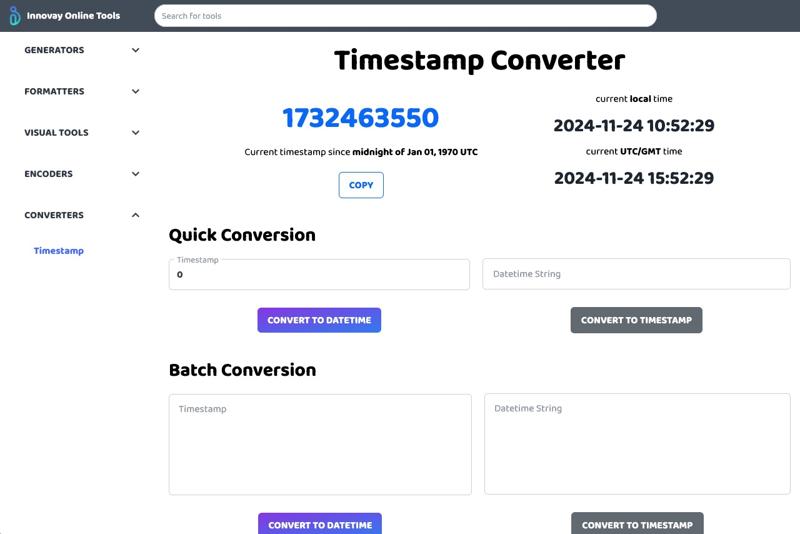 Innovay Online Tools
Search for tools
GENERATORS
FORMATTERS
VISUAL TOOLS
ENCODERS
CONVERTERS
Timestamp
Timestamp Converter
1732463550
Current timestamp since midnight of Jan 01, 1970 UTC
COPY
current local time
2024-11-24 10:52:29
current UTC/GMT time
2024-11-24 15:52:29
Quick Conversion
Timestamp
0
Datetime String
CONVERT TO DATETIME
CONVERT TO TIMESTAMP
Batch Conversion
Timestamp
Datetime String
CONVERT TO DATETIME
CONVERT TO TIMESTAMP